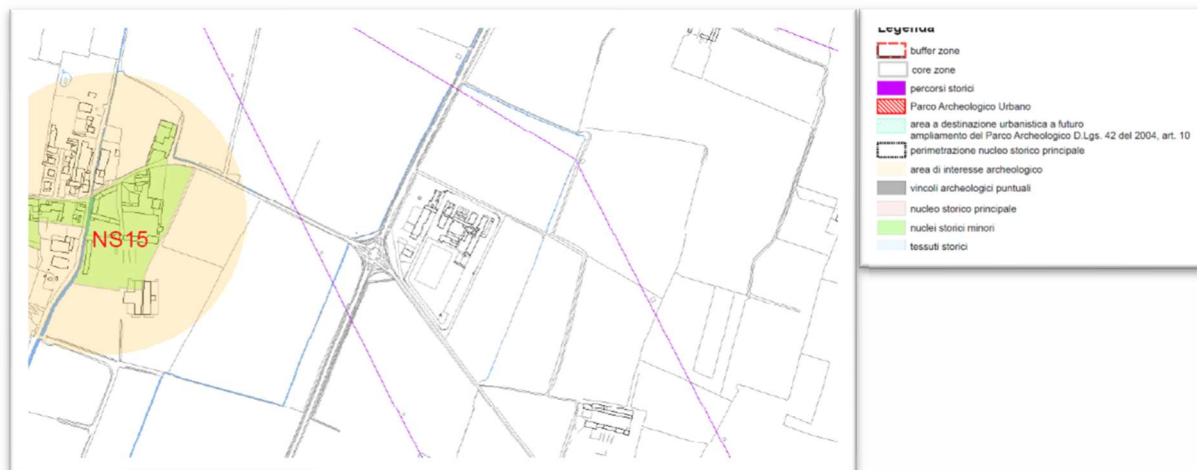 NS15
Legenda
buffer zone
core zone
percorsi storici
Parco Archeologico Urbano
area a destinazione urbanistica a futuro
ampliamento del Parco Archeologico D.Lgs. 42 del 2004, art. 10
perimetrazione nucleo storico principale
area di interesse archeologico
vincoli archeologici puntuali
nucleo storico principale
nuclei storici minori
tessuti storici